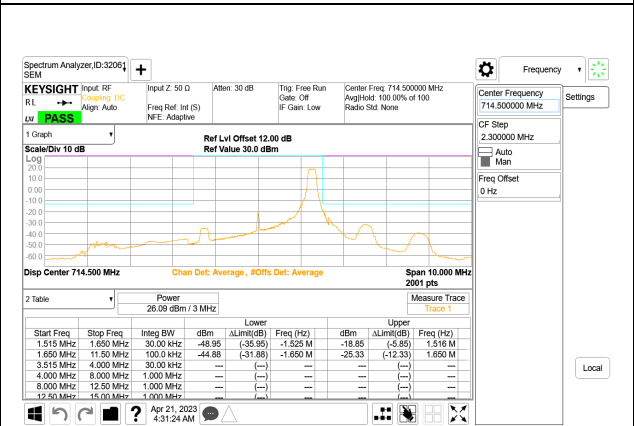 Spectrum Analyzer,ID:32061
SEM
Frequency
KEYSIGHT
RL
LXI PASS
Input: RF
Coupling: DC
Align: Auto
Input Z: 50 Ω
Freq Ref: Int (S)
NFE: Adaptive
Atten: 30 dB
Trig: Free Run
Gate: Off
IF Gain: Low
Center Freq: 714.500000 MHz
Avg|Hold: 100.00% of 100
Radio Std: None
Center Frequency
714.500000 MHz
Settings
CF Step
2.300000 MHz
Auto
Man
Freq Offset
0 Hz
Local
1 Graph
Scale/Div 10 dB
Ref Lvl Offset 12.00 dB
Ref Value 30.0 dBm
Log
20.0
10.0
0.00
-10.0
-20.0
-30.0
-40.0
-50.0
-60.0
Disp Center 714.500 MHz
Chan Det: Average , #Offs Det: Average
Span 10.000 MHz
2001 pts
2 Table
Power
26.09 dBm / 3 MHz
Measure Trace
Trace 1
Lower Upper
Start Freq Stop Freq Integ BW dBm ΔLimit(dB) Freq (Hz) dBm ΔLimit(dB) Freq (Hz)
1.515 MHz 1.650 MHz 30.00 kHz -48.95 (-35.95) -1.525 M -18.85 (-5.85) 1.516 M
1.650 MHz 11.50 MHz 100.0 kHz -44.88 (-31.88) -1.650 M -25.33 (-12.33) 1.650 M
3.515 MHz 4.000 MHz 30.00 kHz --- (---) --- --- (---) ---
4.000 MHz 8.000 MHz 1.000 MHz --- (---) --- --- (---) ---
8.000 MHz 12.50 MHz 1.000 MHz --- (---) --- --- (---) ---
12.50 MHz 15.00 MHz 1.000 MHz --- (---) --- --- (---) ---
Apr 21, 2023
4:31:24 AM